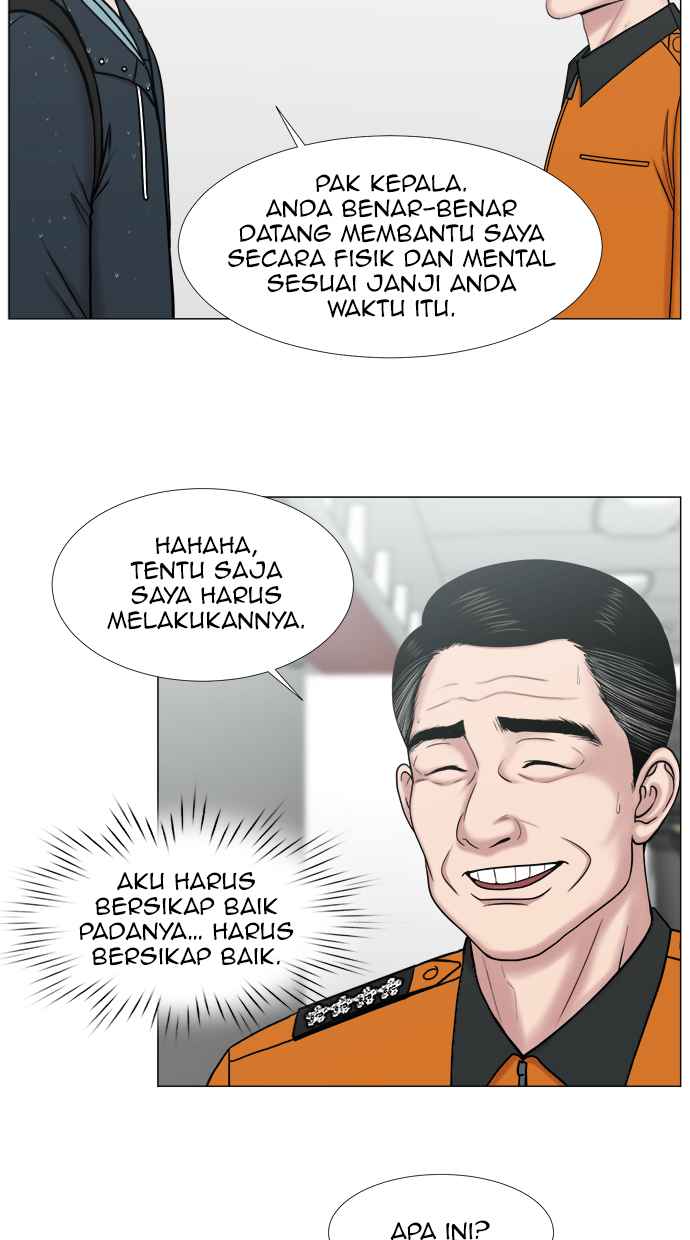 PAK KEPALA.
ANDA BENAR-BENAR
DATANG MEMBANTU SAYA
SECARA FISIK DAN MENTAL
SESUAI JANJI ANDA
WAKTU ITU.
HAHAHA,
TENTU SAJA
SAYA HARUS
MELAKUKANNYA.
AKU HARUS
BERSIKAP BAIK
PADANYA... HARUS
BERSIKAP BAIK.
APA INI?